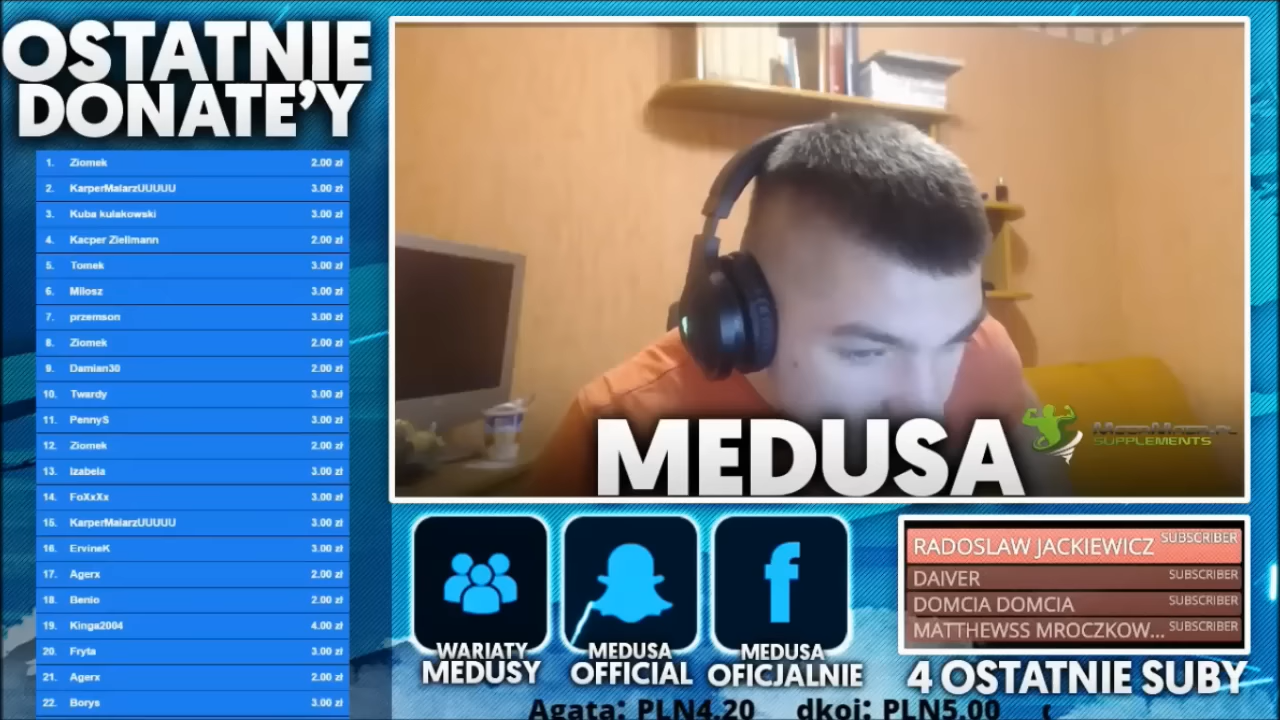 OSTATNIE
DONATE'Y
1. Ziomek 2.00 zł
2. KarperMalarzUUUUU 3.00 zł
3. Kuba kulakowski 3.00 zł
4. Kacper Ziellmann 2.00 zł
5. Tomek 3.00 zł
6. Milosz 3.00 zł
7. przemson 3.00 zł
8. Ziomek 2.00 zł
9. Damian30 2.00 zł
10. Twardy 3.00 zł
11. PennyS 3.00 zł
12. Ziomek 2.00 zł
13. Izabela 3.00 zł
14. FoXxXx 3.00 zł
15. KarperMalarzUUUUU 3.00 zł
16. ErvineK 3.00 zł
17. Agerx 2.00 zł
18. Benio 2.00 zł
19. Kinga2004 4.00 zł
20. Fryta 3.00 zł
21. Agerx 2.00 zł
22. Borys 3.00 zł
MEDUSA
SUPPLEMENTS
WARIATY
MEDUSY
MEDUSA
OFFICIAL
MEDUSA
OFICJALNIE
RADOSLAW JACKIEWICZ SUBSCRIBER
DAIVER SUBSCRIBER
DOMCIA DOMCIA SUBSCRIBER
MATTHEWSS MROCZKOW... SUBSCRIBER
4 OSTATNIE SUBY
Agata: PLN4.20 dkoj: PLN5.00